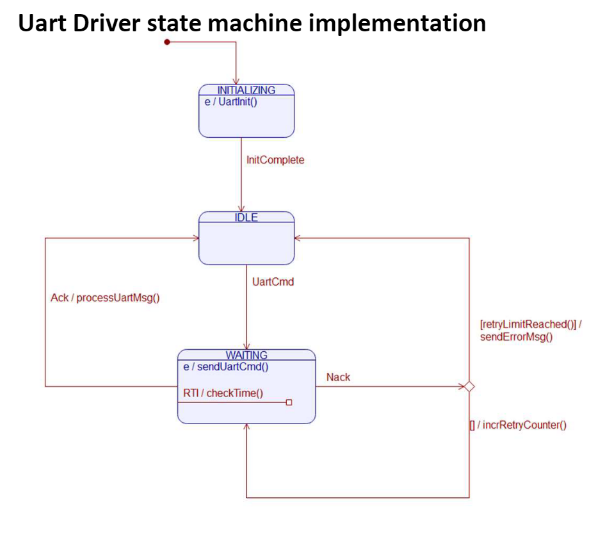 Uart Driver state machine implementation
INITIALIZING
e / UartInit()
InitComplete
IDLE
UartCmd
Ack / processUartMsg()
[retryLimitReached()] /
sendErrorMsg()
WAITING
e / sendUartCmd()
Nack
RTI / checkTime()
[] / incrRetryCounter()